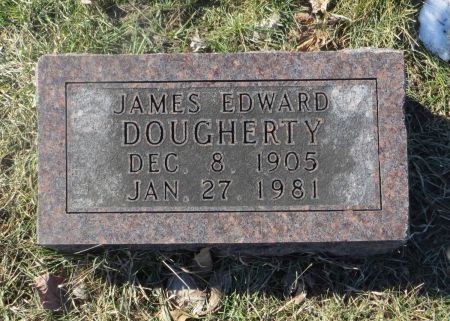 JAMES EDWARD
DOUGHERTY
DEC. 8. 1905
JAN. 27 1981